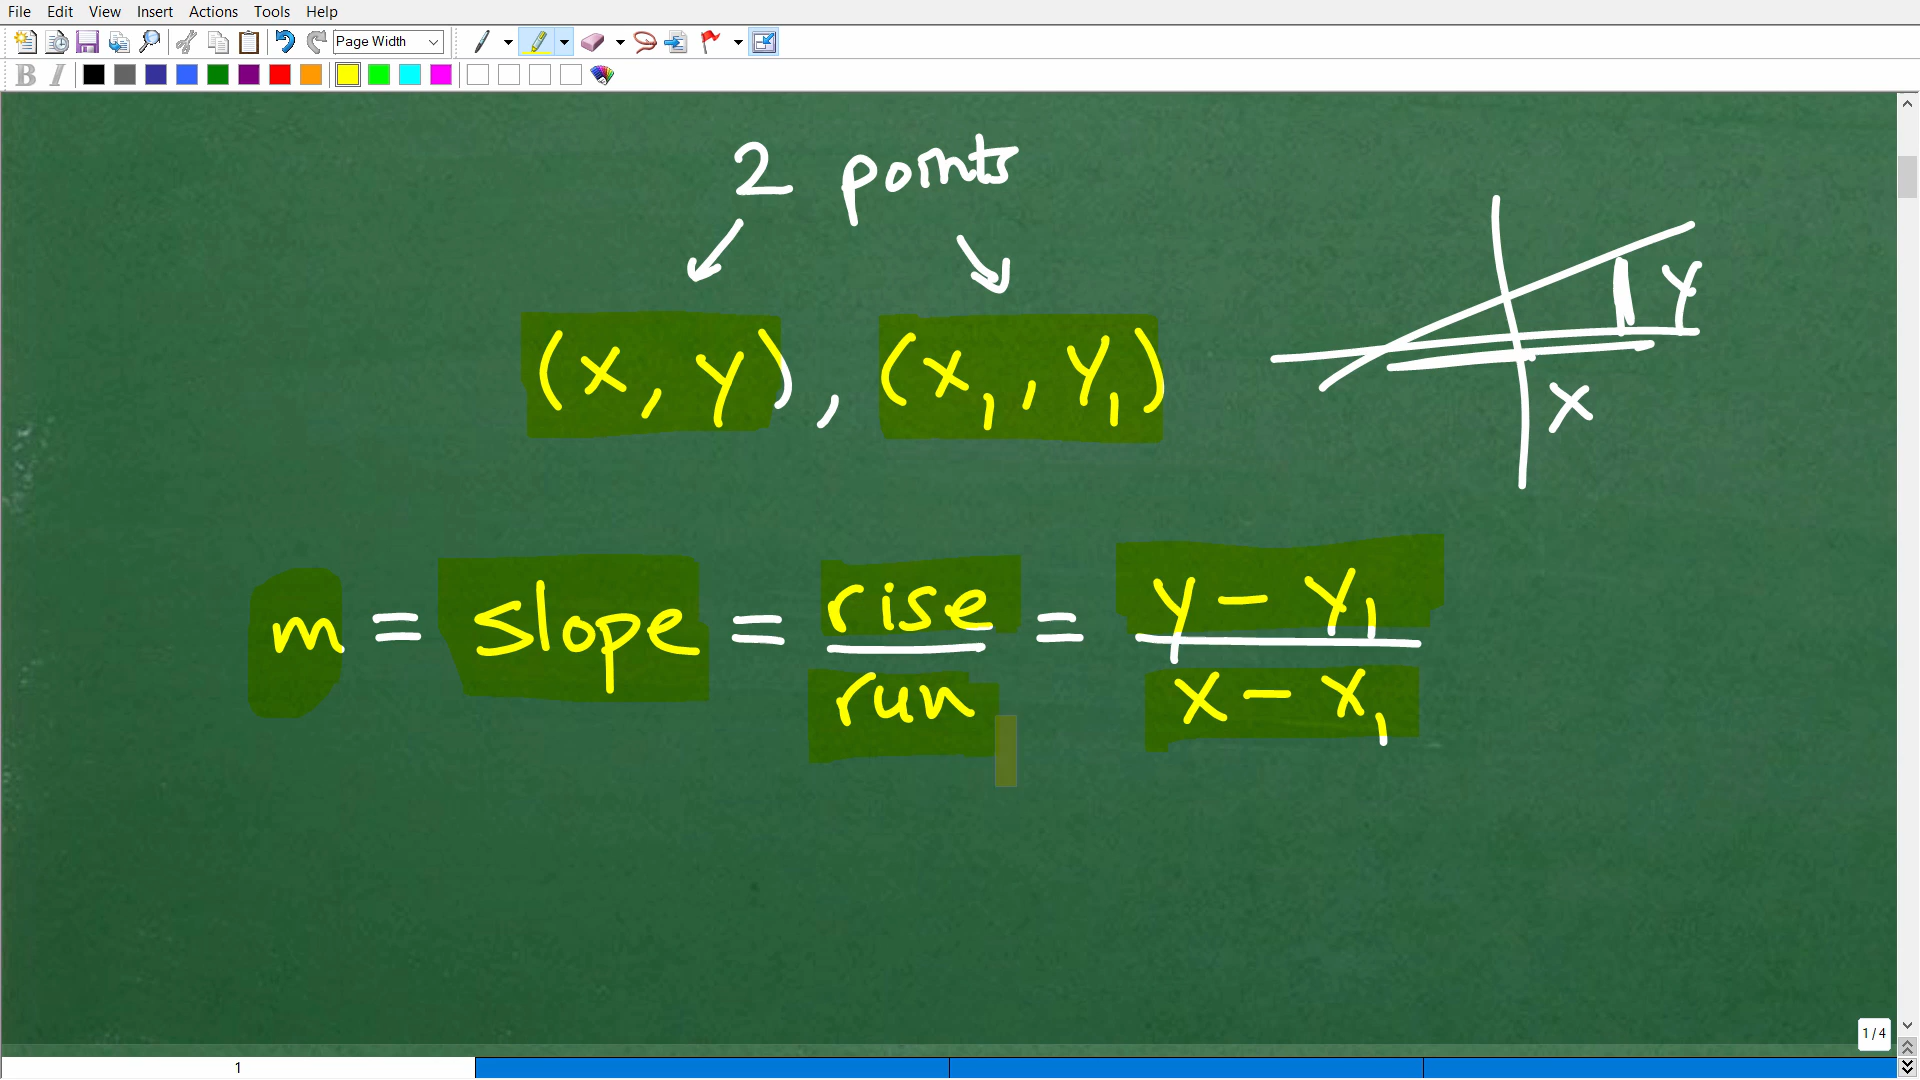 File Edit View Insert Actions Tools Help
Page Width
B I
2 points
(x, y), (x₁, y₁)
y
x
m = slope = rise/run = y - y₁/x - x₁
1 / 4
1